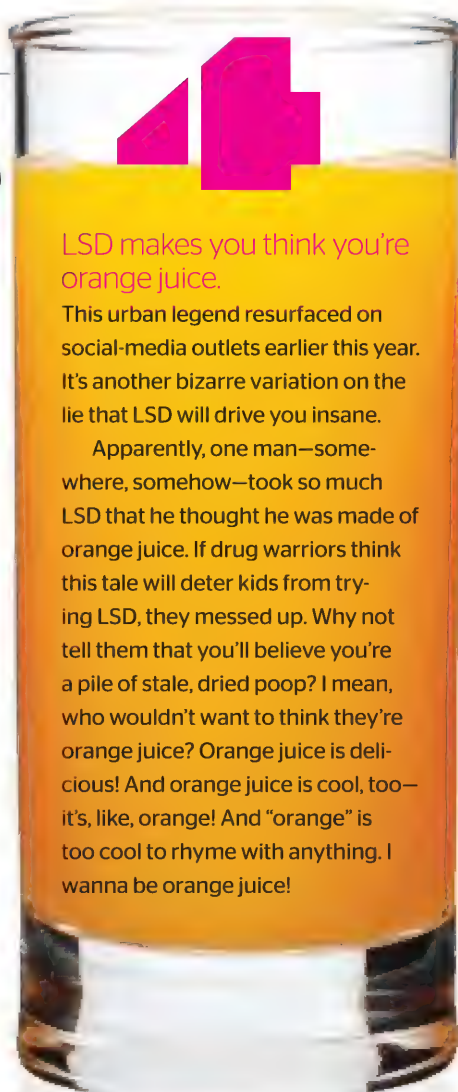 4
LSD makes you think you're
orange juice.
This urban legend resurfaced on
social-media outlets earlier this year.
It's another bizarre variation on the
lie that LSD will drive you insane.
Apparently, one man—some-
where, somehow—took so much
LSD that he thought he was made of
orange juice. If drug warriors think
this tale will deter kids from try-
ing LSD, they messed up. Why not
tell them that you'll believe you're
a pile of stale, dried poop? I mean,
who wouldn't want to think they're
orange juice? Orange juice is deli-
cious! And orange juice is cool, too—
it's, like, orange! And “orange” is
too cool to rhyme with anything. I
wanna be orange juice!